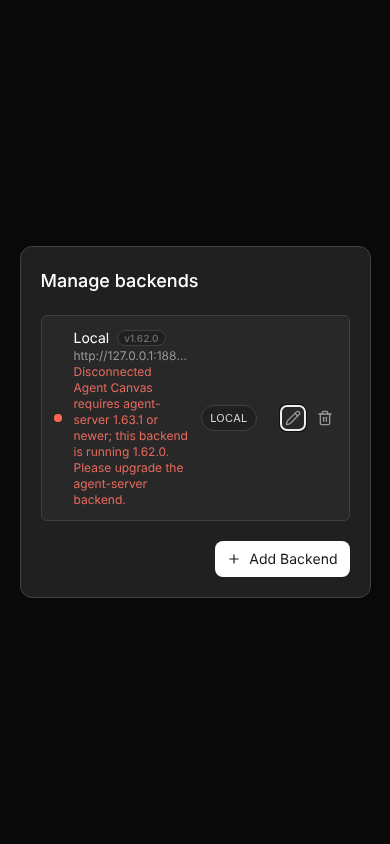 Manage backends
Local v1.62.0
http://127.0.0.1:188...
Disconnected
Agent Canvas
requires agent-
server 1.63.1 or
newer; this backend
is running 1.62.0.
Please upgrade the
agent-server
backend.
LOCAL
+ Add Backend